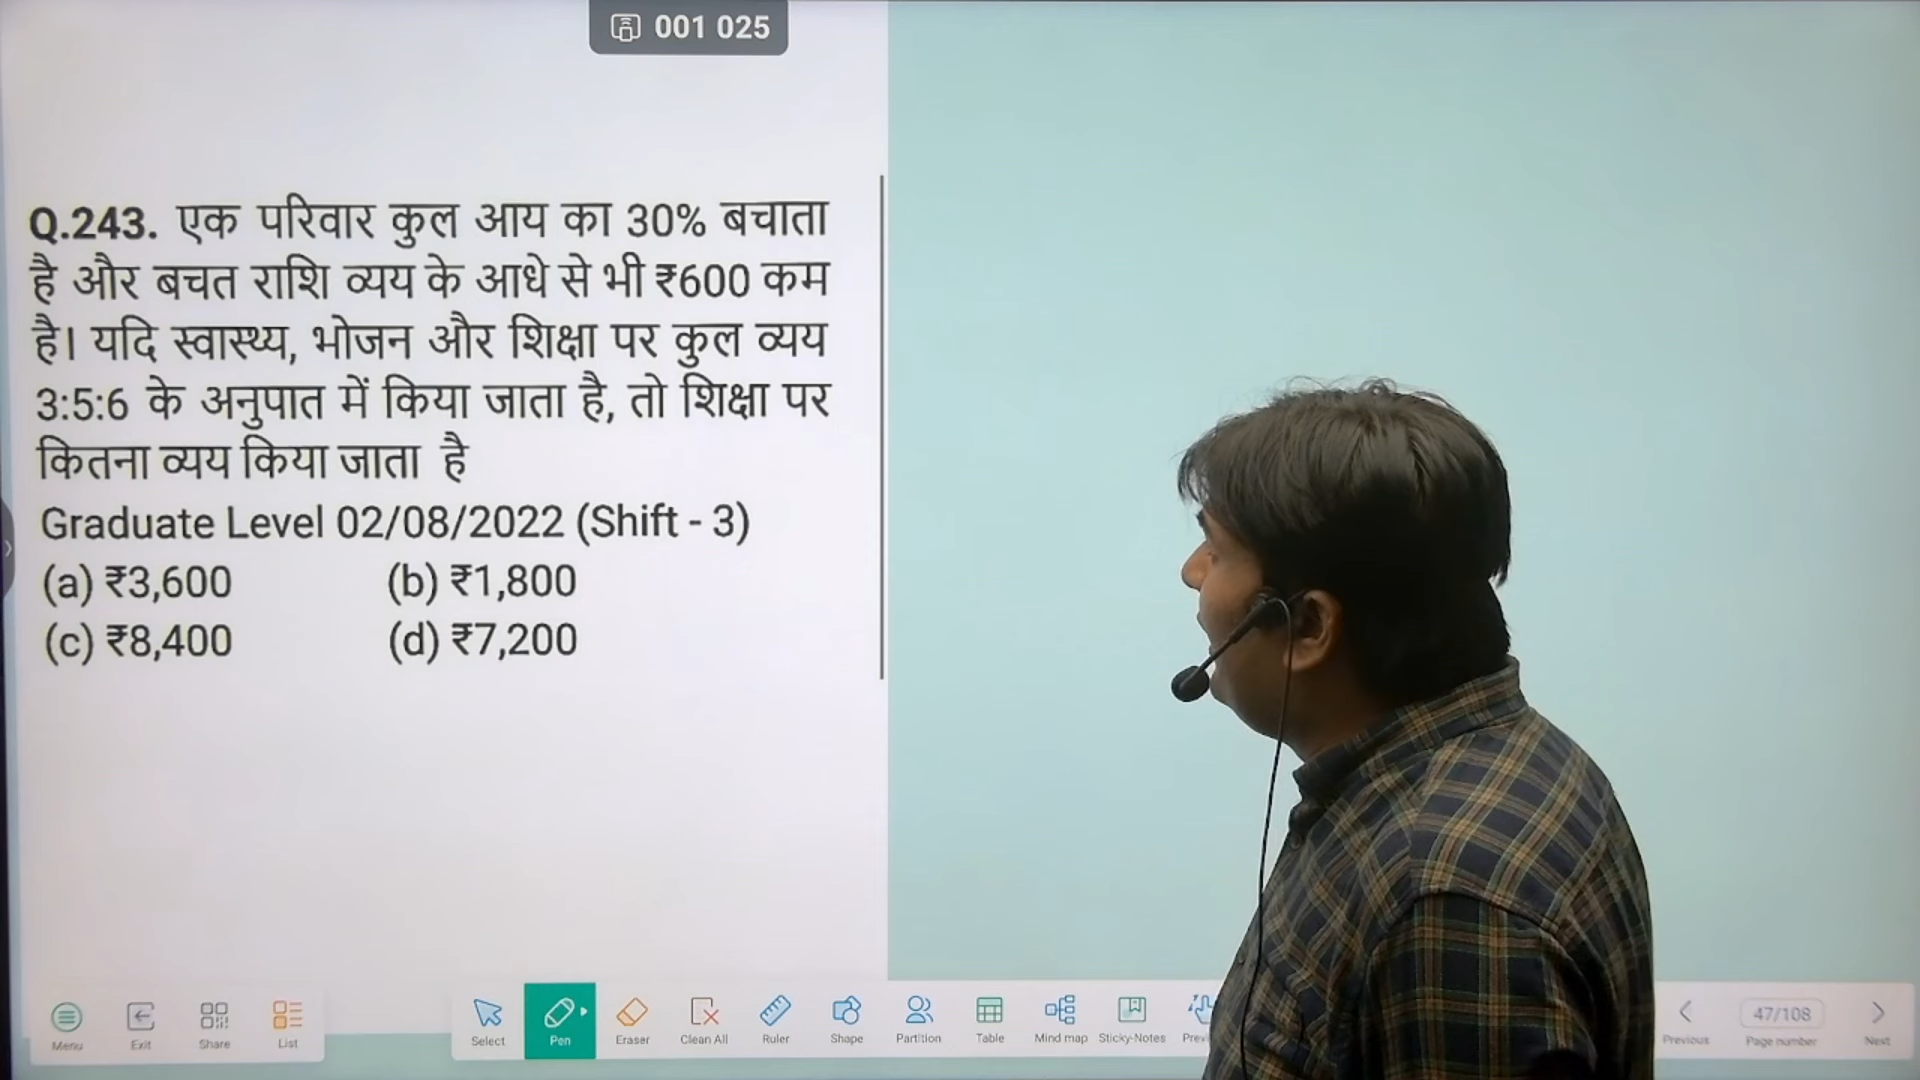 001 025
Q.243. एक परिवार कुल आय का 30% बचाता
है और बचत राशि व्यय के आधे से भी ₹600 कम
है। यदि स्वास्थ्य, भोजन और शिक्षा पर कुल व्यय
3:5:6 के अनुपात में किया जाता है, तो शिक्षा पर
कितना व्यय किया जाता है
Graduate Level 02/08/2022 (Shift - 3)
(a) ₹3,600 (b) ₹1,800
(c) ₹8,400 (d) ₹7,200
Menu Exit Share List Select Pen Eraser Clean All Ruler Shape Partition Table Mind map Sticky-Notes Previous Page number Next
47/108